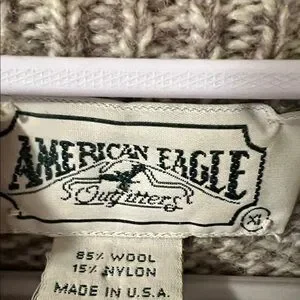 AMERICAN EAGLE
Outfitters
XL
85% WOOL
15% NYLON
MADE IN U.S.A.